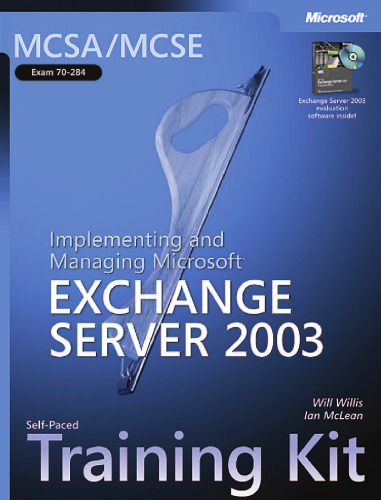 Microsoft
MCSA/MCSE
Exam 70-284
Exchange Server 2003
evaluation
software inside!
Implementing and
Managing Microsoft
EXCHANGE
SERVER 2003
Will Willis
Ian McLean
Self-Paced
Training Kit